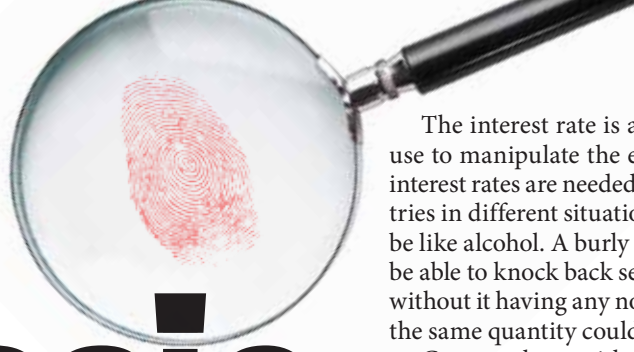 The interest rate is a
use to manipulate the e
interest rates are needed
tries in different situatio
be like alcohol. A burly
be able to knock back se
without it having any no
the same quantity could